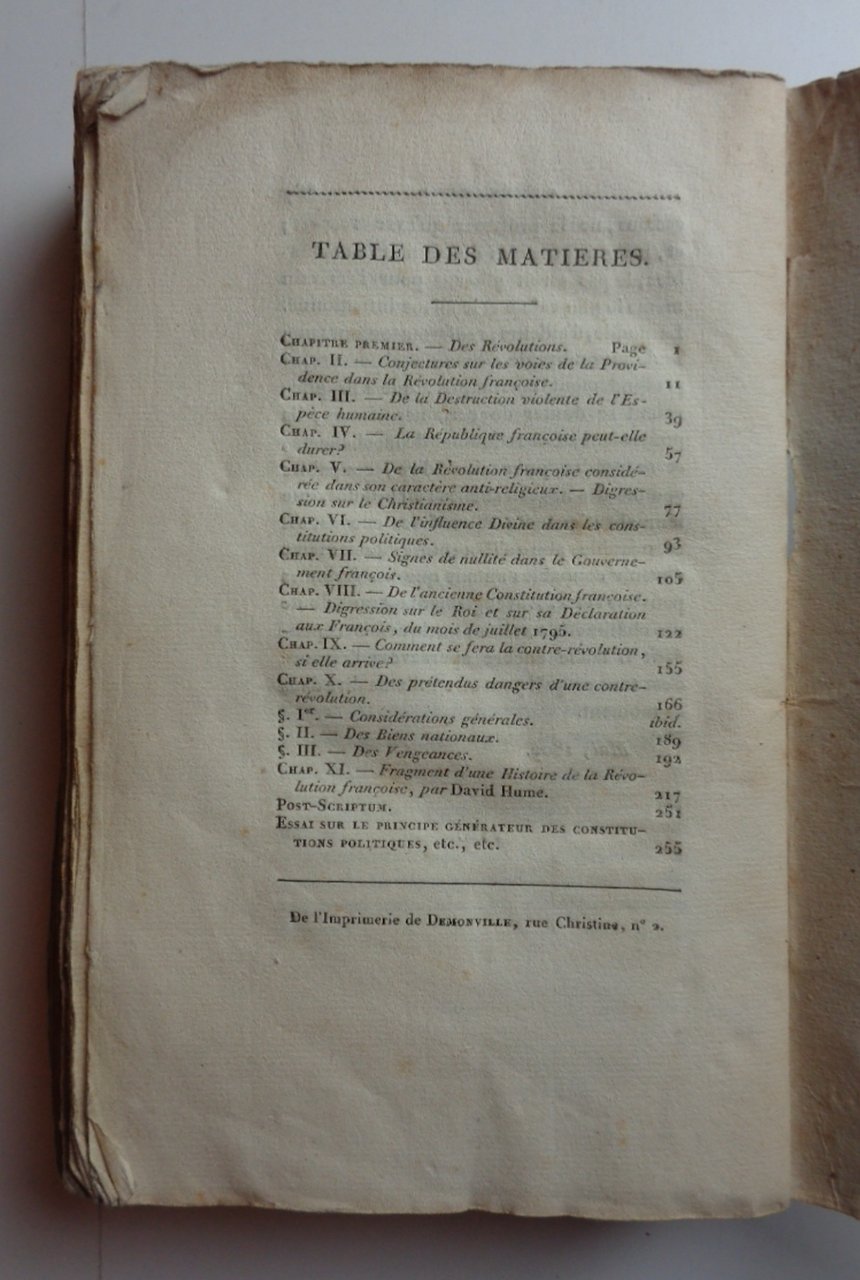 TABLE DES MATIERES.
CHAPITRE PREMIER. — Des Révolutions. Page 1
CHAP. II. — Conjectures sur les voies de la Provi-
dence dans la Révolution françoise. 11
CHAP. III. — De la Destruction violente de l'Es-
pèce humaine. 39
CHAP. IV. — La République françoise peut-elle
durer? 57
CHAP. V. — De la Révolution françoise considé-
rée dans son caractère anti-religieux. — Digres-
sion sur le Christianisme. 77
CHAP. VI. — De l'influence Divine dans les cons-
titutions politiques. 93
CHAP. VII. — Signes de nullité dans le Gouverne-
ment françois. 105
CHAP. VIII. — De l'ancienne Constitution françoise.
— Digression sur le Roi et sur sa Déclaration
aux François, du mois de juillet 1795. 122
CHAP. IX. — Comment se fera la contre-révolution,
si elle arrive? 155
CHAP. X. — Des prétendus dangers d'une contre-
révolution. 166
§. Ier. — Considérations générales. ibid.
§. II. — Des Biens nationaux. 189
§. III. — Des Vengeances. 192
CHAP. XI. — Fragment d'une Histoire de la Révo-
lution françoise, par David Hume. 217
POST-SCRIPTUM. 251
ESSAI SUR LE PRINCIPE GÉNÉRATEUR DES CONSTITU-
TIONS POLITIQUES, etc., etc. 255
De l'Imprimerie de DEMONVILLE, rue Christine, n° 2.